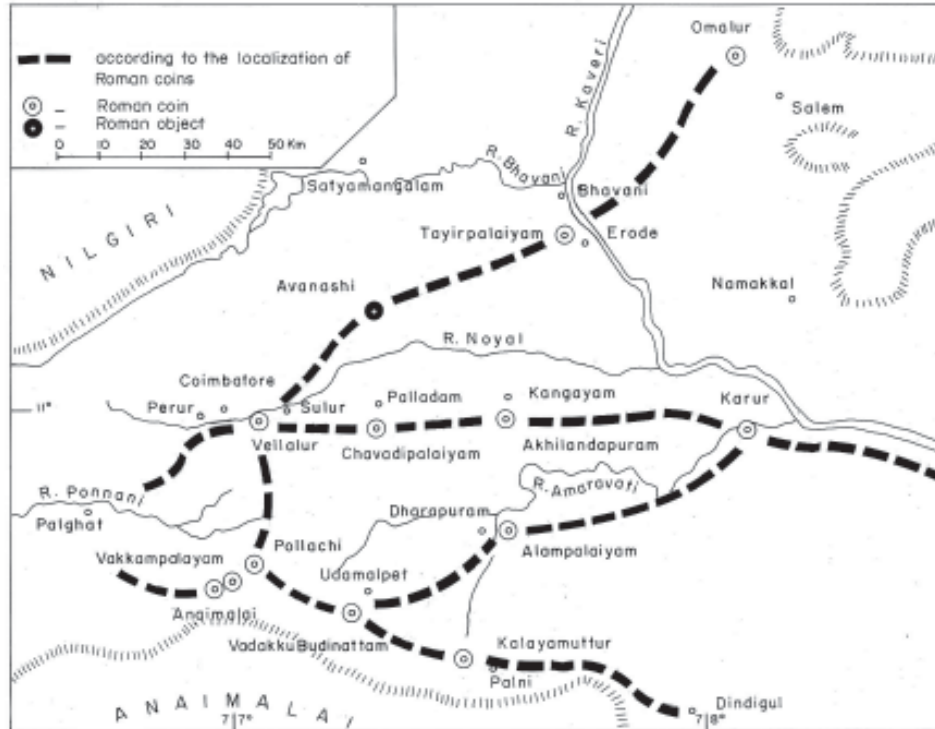 according to the localization of
Roman coins
Roman coin
Roman object
0 10 20 30 40 50 Km
Omalur
Salem
R. Kaveri
R. Bhavani
Bhavani
Satyamangalam
NILGIRI
Tayirpalaiyam
Erode
Avanashi
Namakkal
R. Noyal
Coimbatore
Palladam
Kangayam
Karur
11°
Perur
Sulur
Vellalur
Chavadipalaiyam
Akhilandapuram
R. Ponnani
R. Amaravati
Palghat
Dharapuram
Pollachi
Alampalaiyam
Vakkampalayam
Udamalpet
Anaimalai
Vadakku Budinattam
Kalayamuttur
Palni
Dindigul
ANAIMALAI
77°
78°